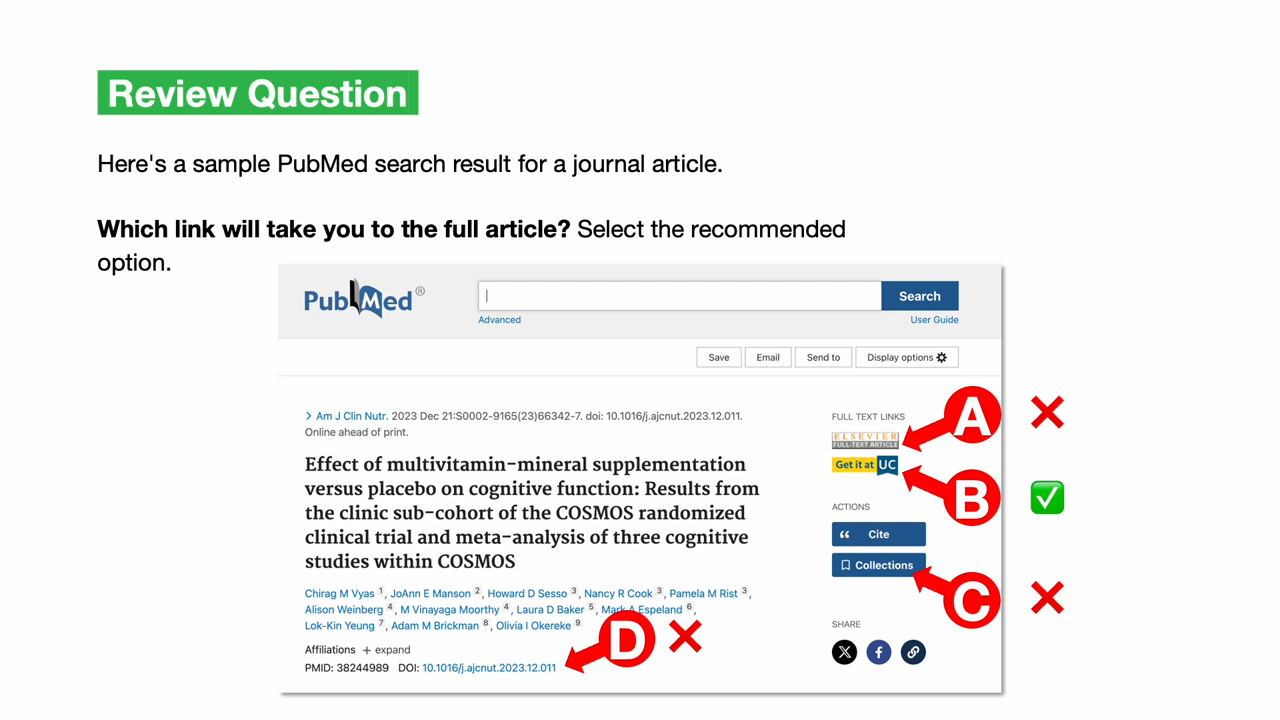 Review Question
Here's a sample PubMed search result for a journal article.
Which link will take you to the full article? Select the recommended
option.
PubMed®
Search
Advanced
User Guide
Save
Email
Send to
Display options
Am J Clin Nutr. 2023 Dec 21:S0002-9165(23)66342-7. doi: 10.1016/j.ajcnut.2023.12.011.
Online ahead of print.
Effect of multivitamin-mineral supplementation
versus placebo on cognitive function: Results from
the clinic sub-cohort of the COSMOS randomized
clinical trial and meta-analysis of three cognitive
studies within COSMOS
Chirag M Vyas 1, JoAnn E Manson 2, Howard D Sesso 3, Nancy R Cook 3, Pamela M Rist 3,
Alison Weinberg 4, M Vinayaga Moorthy 4, Laura D Baker 5, Mark A Espeland 6,
Lok-Kin Yeung 7, Adam M Brickman 8, Olivia I Okereke 9
Affiliations + expand
PMID: 38244989 DOI: 10.1016/j.ajcnut.2023.12.011
D
FULL TEXT LINKS
ELSEVIER
FULL-TEXT ARTICLE
A
Get it at UC
B
ACTIONS
Cite
Collections
C
SHARE
X
f